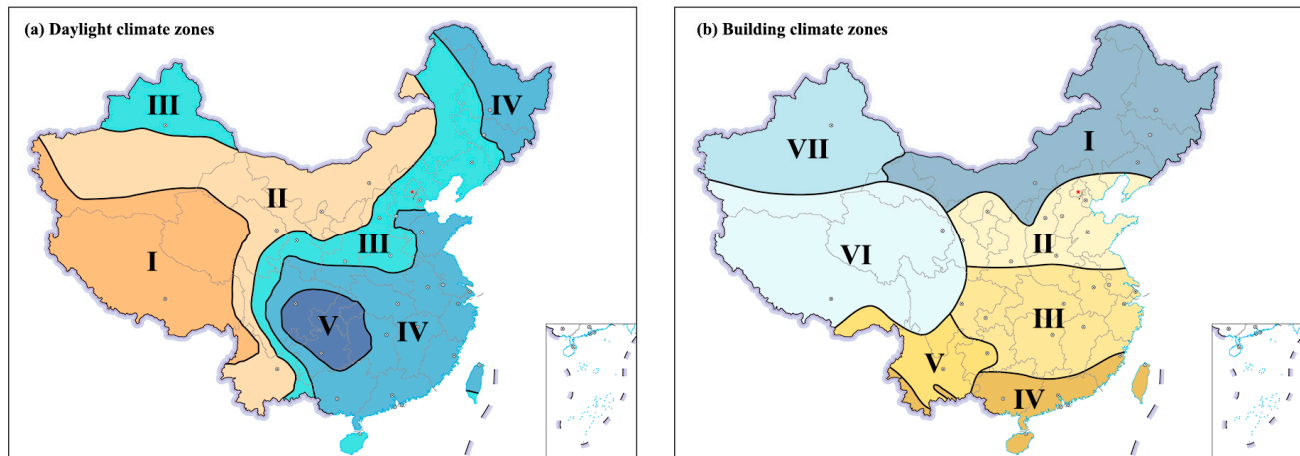 (a) Daylight climate zones
III
IV
II
III
I
V
IV
(b) Building climate zones
I
VII
II
VI
III
V
IV